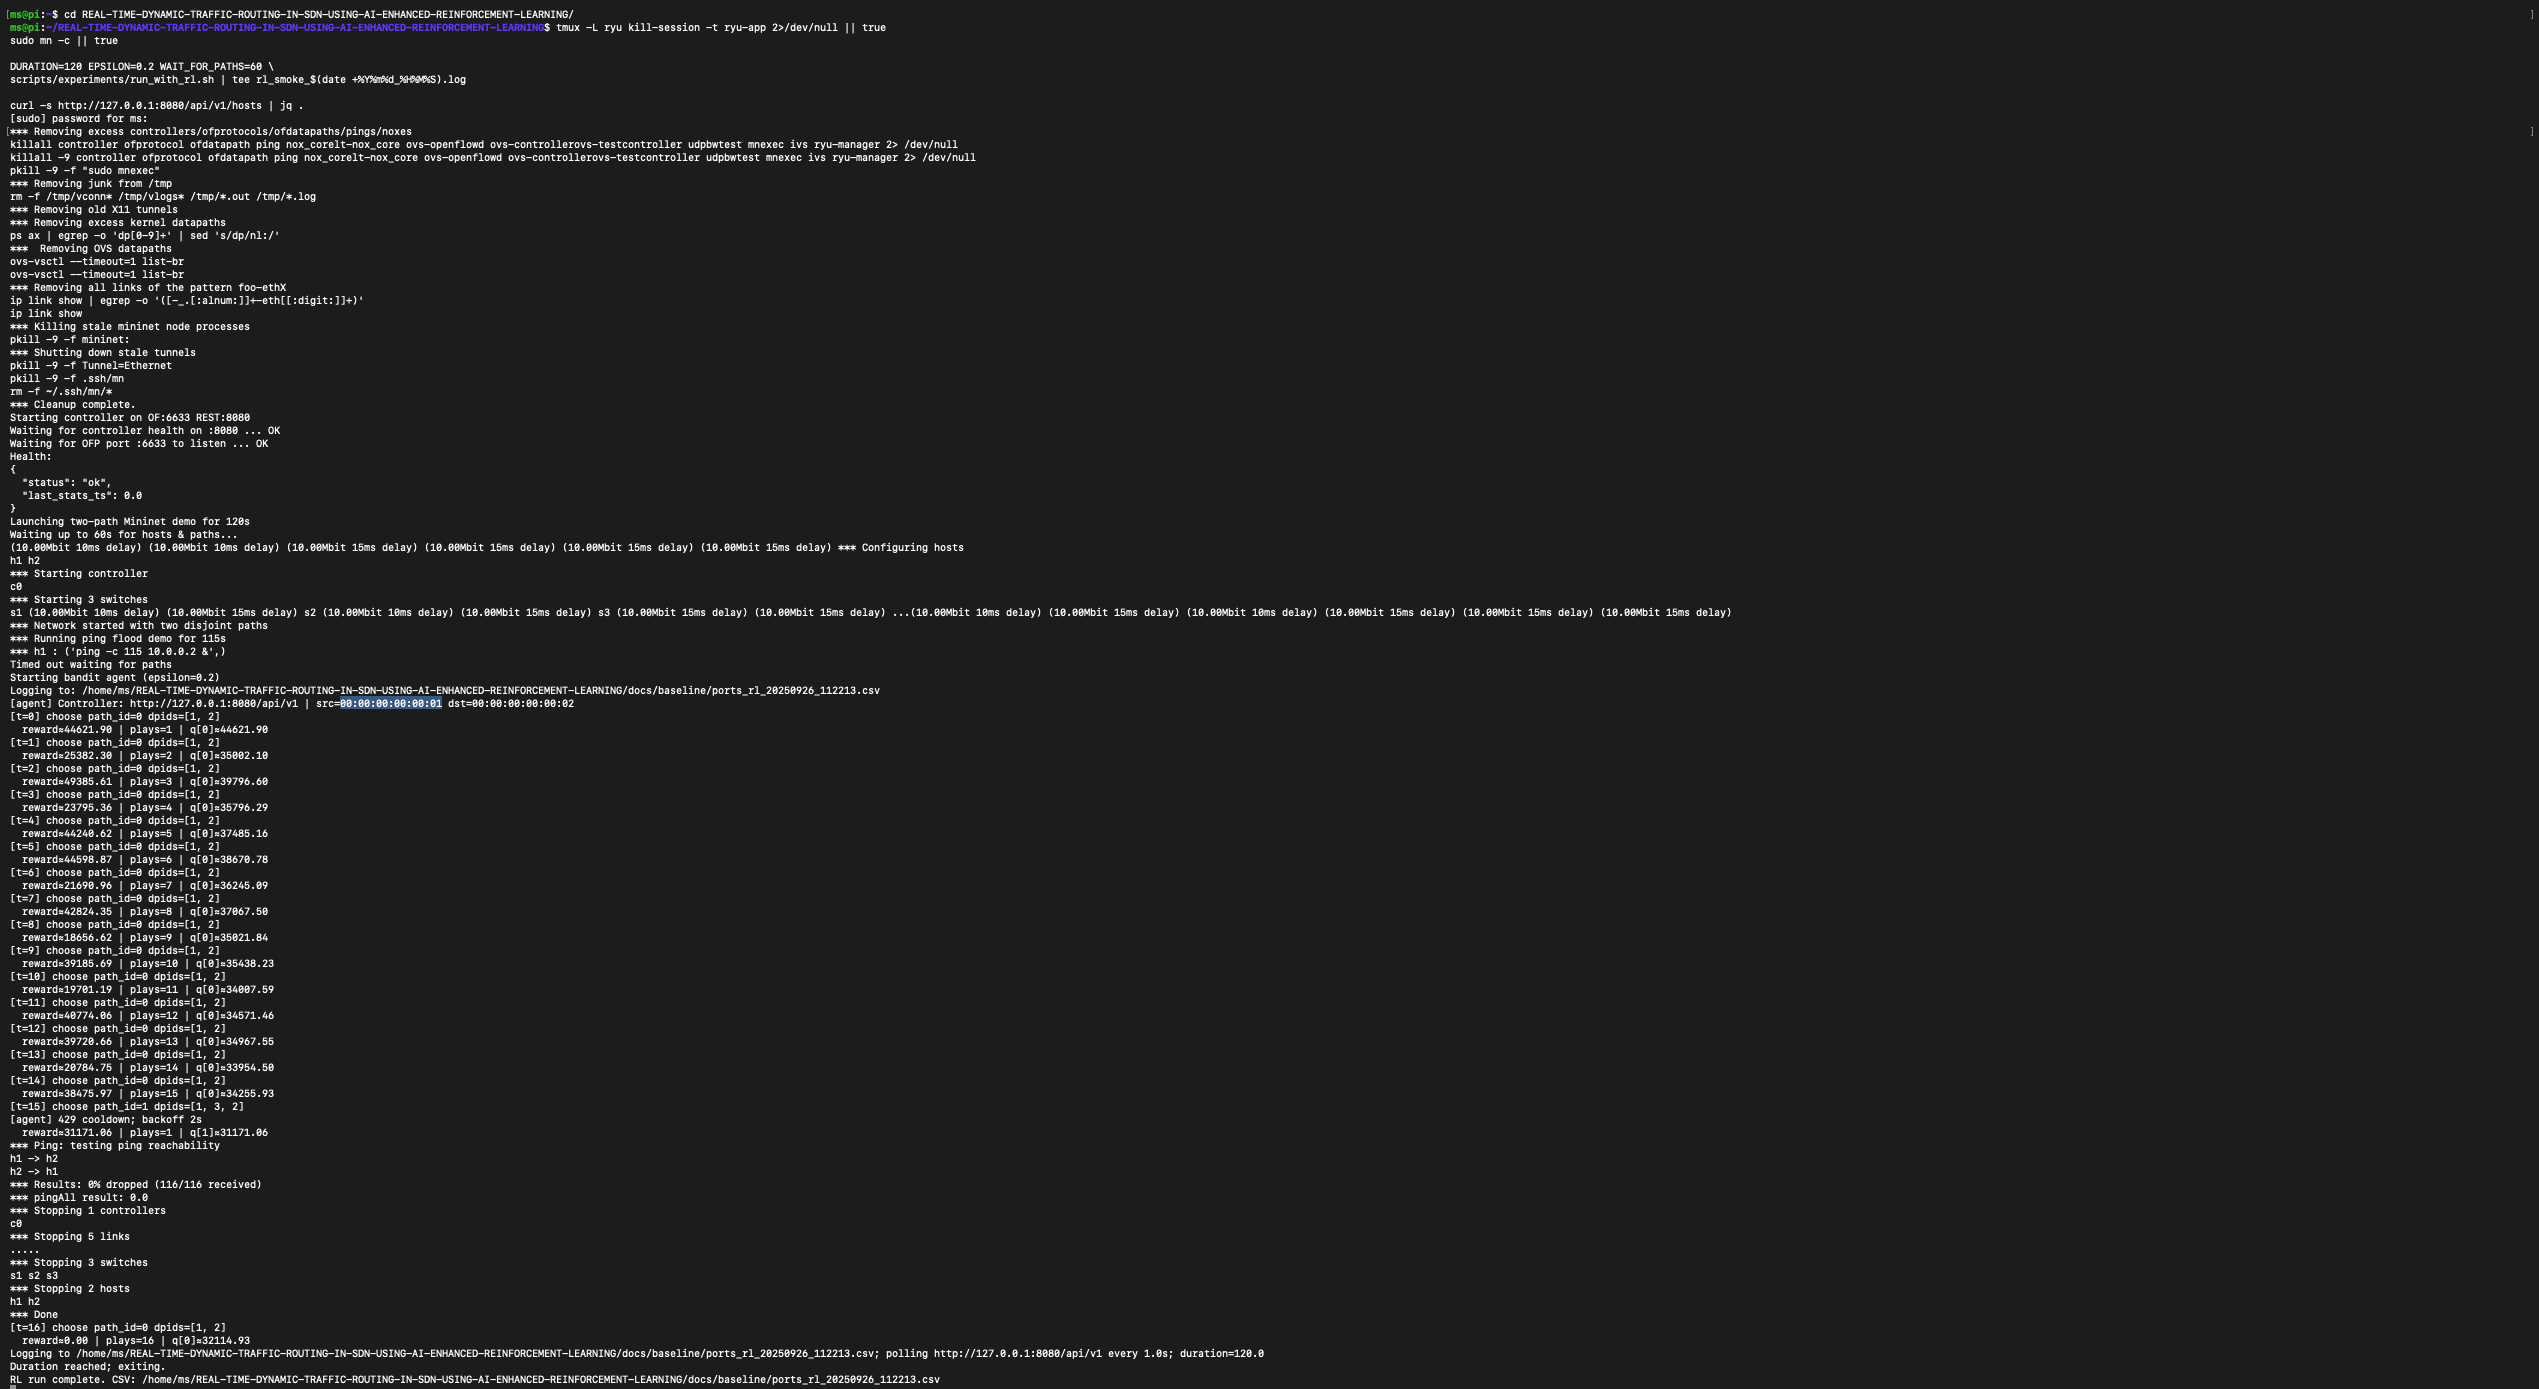 [ms@pi:~$ cd REAL-TIME-DYNAMIC-TRAFFIC-ROUTING-IN-SDN-USING-AI-ENHANCED-REINFORCEMENT-LEARNING/ ]
ms@pi:~/REAL-TIME-DYNAMIC-TRAFFIC-ROUTING-IN-SDN-USING-AI-ENHANCED-REINFORCEMENT-LEARNING$ tmux -L ryu kill-session -t ryu-app 2>/dev/null || true
sudo mn -c || true
DURATION=120 EPSILON=0.2 WAIT_FOR_PATHS=60 \
scripts/experiments/run_with_rl.sh | tee rl_smoke_$(date +%Y%m%d_%H%M%S).log
curl -s http://127.0.0.1:8080/api/v1/hosts | jq .
[sudo] password for ms:
[*** Removing excess controllers/ofprotocols/ofdatapaths/pings/noxes ]
killall controller ofprotocol ofdatapath ping nox_corelt-nox_core ovs-openflowd ovs-controllerovs-testcontroller udpbwtest mnexec ivs ryu-manager 2> /dev/null
killall -9 controller ofprotocol ofdatapath ping nox_corelt-nox_core ovs-openflowd ovs-controllerovs-testcontroller udpbwtest mnexec ivs ryu-manager 2> /dev/null
pkill -9 -f "sudo mnexec"
*** Removing junk from /tmp
rm -f /tmp/vconn* /tmp/vlogs* /tmp/*.out /tmp/*.log
*** Removing old X11 tunnels
*** Removing excess kernel datapaths
ps ax | egrep -o 'dp[0-9]+' | sed 's/dp/nl:/'
***  Removing OVS datapaths
ovs-vsctl --timeout=1 list-br
ovs-vsctl --timeout=1 list-br
*** Removing all links of the pattern foo-ethX
ip link show | egrep -o '([-_.[:alnum:]]+-eth[[:digit:]]+)'
ip link show
*** Killing stale mininet node processes
pkill -9 -f mininet:
*** Shutting down stale tunnels
pkill -9 -f Tunnel=Ethernet
pkill -9 -f .ssh/mn
rm -f ~/.ssh/mn/*
*** Cleanup complete.
Starting controller on OF:6633 REST:8080
Waiting for controller health on :8080 ... OK
Waiting for OFP port :6633 to listen ... OK
Health:
{
  "status": "ok",
  "last_stats_ts": 0.0
}
Launching two-path Mininet demo for 120s
Waiting up to 60s for hosts & paths...
(10.00Mbit 10ms delay) (10.00Mbit 10ms delay) (10.00Mbit 15ms delay) (10.00Mbit 15ms delay) (10.00Mbit 15ms delay) (10.00Mbit 15ms delay) *** Configuring hosts
h1 h2
*** Starting controller
c0
*** Starting 3 switches
s1 (10.00Mbit 10ms delay) (10.00Mbit 15ms delay) s2 (10.00Mbit 10ms delay) (10.00Mbit 15ms delay) s3 (10.00Mbit 15ms delay) (10.00Mbit 15ms delay) ...(10.00Mbit 10ms delay) (10.00Mbit 15ms delay) (10.00Mbit 10ms delay) (10.00Mbit 15ms delay) (10.00Mbit 15ms delay) (10.00Mbit 15ms delay)
*** Network started with two disjoint paths
*** Running ping flood demo for 115s
*** h1 : ('ping -c 115 10.0.0.2 &',)
Timed out waiting for paths
Starting bandit agent (epsilon=0.2)
Logging to: /home/ms/REAL-TIME-DYNAMIC-TRAFFIC-ROUTING-IN-SDN-USING-AI-ENHANCED-REINFORCEMENT-LEARNING/docs/baseline/ports_rl_20250926_112213.csv
[agent] Controller: http://127.0.0.1:8080/api/v1 | src=00:00:00:00:00:01 dst=00:00:00:00:00:02
[t=0] choose path_id=0 dpids=[1, 2]
  reward≈44621.90 | plays=1 | q[0]≈44621.90
[t=1] choose path_id=0 dpids=[1, 2]
  reward≈25382.30 | plays=2 | q[0]≈35002.10
[t=2] choose path_id=0 dpids=[1, 2]
  reward≈49385.61 | plays=3 | q[0]≈39796.60
[t=3] choose path_id=0 dpids=[1, 2]
  reward≈23795.36 | plays=4 | q[0]≈35796.29
[t=4] choose path_id=0 dpids=[1, 2]
  reward≈44240.62 | plays=5 | q[0]≈37485.16
[t=5] choose path_id=0 dpids=[1, 2]
  reward≈44598.87 | plays=6 | q[0]≈38670.78
[t=6] choose path_id=0 dpids=[1, 2]
  reward≈21690.96 | plays=7 | q[0]≈36245.09
[t=7] choose path_id=0 dpids=[1, 2]
  reward≈42824.35 | plays=8 | q[0]≈37067.50
[t=8] choose path_id=0 dpids=[1, 2]
  reward≈18656.62 | plays=9 | q[0]≈35021.84
[t=9] choose path_id=0 dpids=[1, 2]
  reward≈39185.69 | plays=10 | q[0]≈35438.23
[t=10] choose path_id=0 dpids=[1, 2]
  reward≈19701.19 | plays=11 | q[0]≈34007.59
[t=11] choose path_id=0 dpids=[1, 2]
  reward≈40774.06 | plays=12 | q[0]≈34571.46
[t=12] choose path_id=0 dpids=[1, 2]
  reward≈39720.66 | plays=13 | q[0]≈34967.55
[t=13] choose path_id=0 dpids=[1, 2]
  reward≈20784.75 | plays=14 | q[0]≈33954.50
[t=14] choose path_id=0 dpids=[1, 2]
  reward≈38475.97 | plays=15 | q[0]≈34255.93
[t=15] choose path_id=1 dpids=[1, 3, 2]
[agent] 429 cooldown; backoff 2s
  reward≈31171.06 | plays=1 | q[1]≈31171.06
*** Ping: testing ping reachability
h1 -> h2
h2 -> h1
*** Results: 0% dropped (116/116 received)
*** pingAll result: 0.0
*** Stopping 1 controllers
c0
*** Stopping 5 links
.....
*** Stopping 3 switches
s1 s2 s3
*** Stopping 2 hosts
h1 h2
*** Done
[t=16] choose path_id=0 dpids=[1, 2]
  reward≈0.00 | plays=16 | q[0]≈32114.93
Logging to /home/ms/REAL-TIME-DYNAMIC-TRAFFIC-ROUTING-IN-SDN-USING-AI-ENHANCED-REINFORCEMENT-LEARNING/docs/baseline/ports_rl_20250926_112213.csv; polling http://127.0.0.1:8080/api/v1 every 1.0s; duration=120.0
Duration reached; exiting.
RL run complete. CSV: /home/ms/REAL-TIME-DYNAMIC-TRAFFIC-ROUTING-IN-SDN-USING-AI-ENHANCED-REINFORCEMENT-LEARNING/docs/baseline/ports_rl_20250926_112213.csv